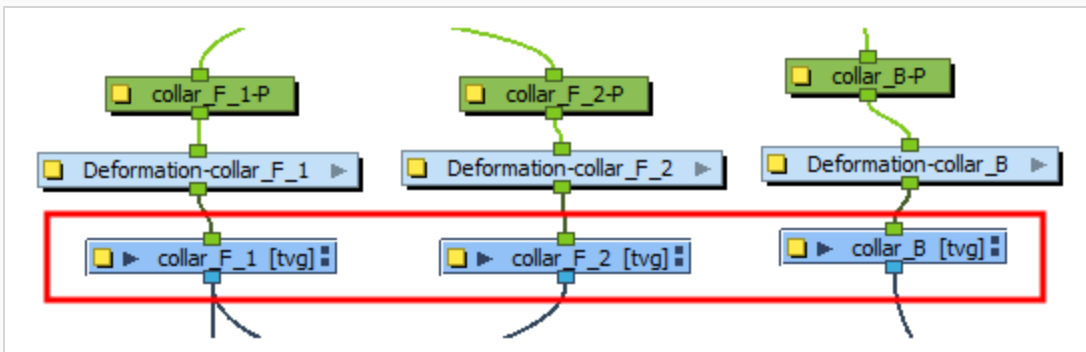 collar_F_1-P
collar_F_2-P
collar_B-P
Deformation-collar_F_1
Deformation-collar_F_2
Deformation-collar_B
collar_F_1 [tvg]
collar_F_2 [tvg]
collar_B [tvg]